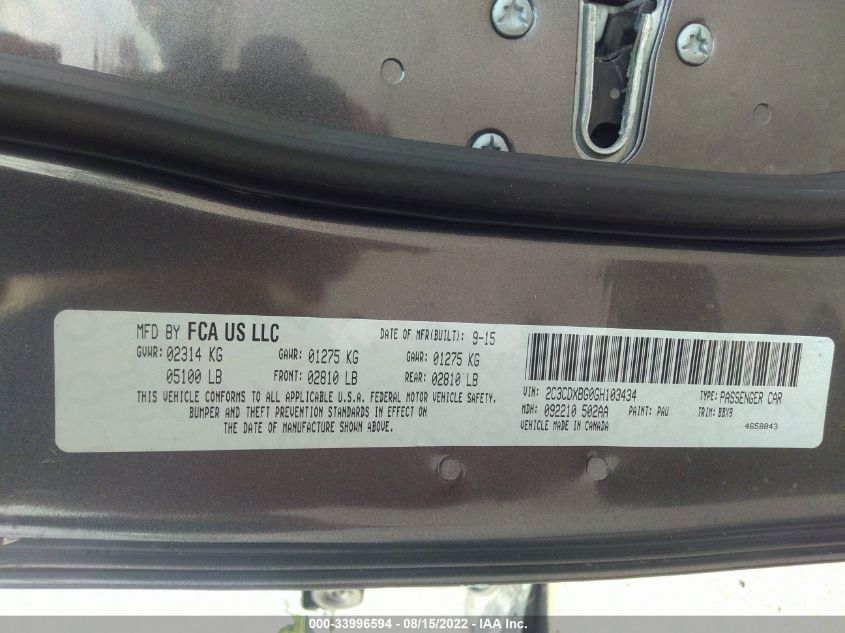 MFD BY FCA US LLC
DATE OF MFR(BUILT): 9-15
GVWR: 02314 KG GAWR: 01275 KG GAWR: 01275 KG
05100 LB FRONT: 02810 LB REAR: 02810 LB
THIS VEHICLE CONFORMS TO ALL APPLICABLE U.S.A. FEDERAL MOTOR VEHICLE SAFETY,
BUMPER AND THEFT PREVENTION STANDARDS IN EFFECT ON
THE DATE OF MANUFACTURE SHOWN ABOVE.
VIN: 2C3CDXBG0GH103434 TYPE: PASSENGER CAR
MDH: 092210 502AA PAINT: PAU TRIM: BBX9
VEHICLE MADE IN CANADA 4658843
000-33996594 - 08/15/2022 - IAA Inc.